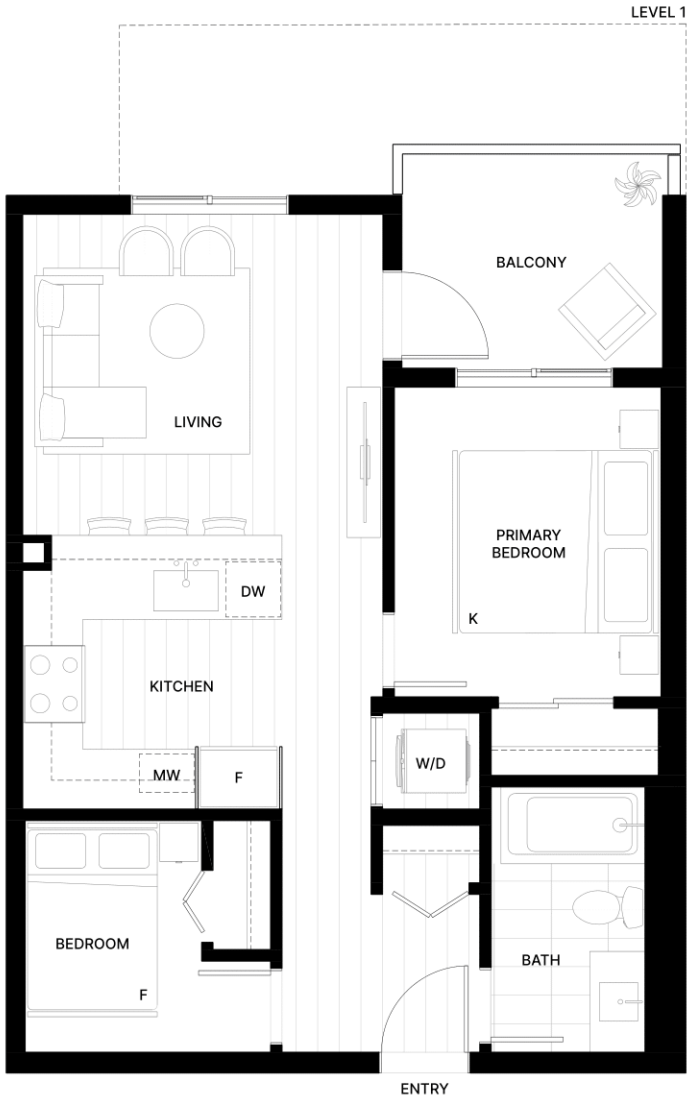 LEVEL 1
BALCONY
LIVING
PRIMARY
BEDROOM
K
DW
KITCHEN
W/D
MW
F
BEDROOM
F
BATH
ENTRY